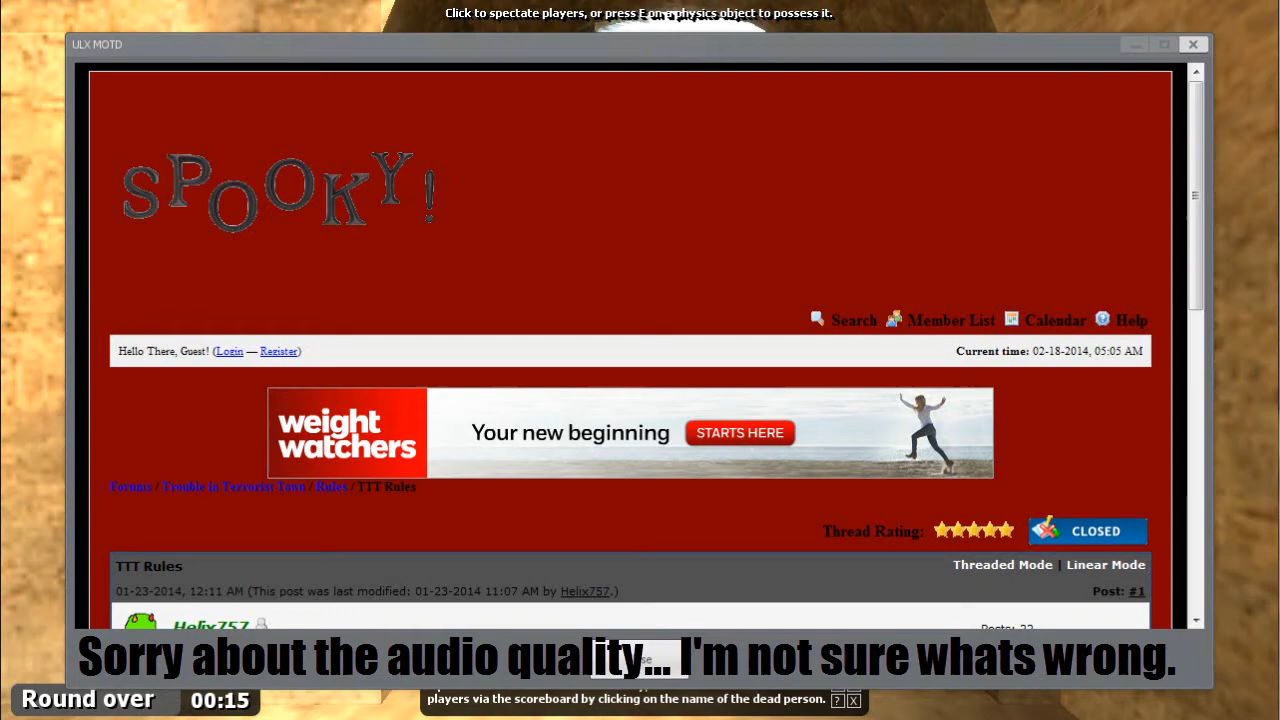 Click to spectate players, or press E on a physics object to possess it.
ULX MOTD
SPOOKY!
Search Member List Calendar Help
Hello There, Guest! (Login — Register)
Current time: 02-18-2014, 05:05 AM
weight
watchers
Your new beginning
STARTS HERE
Forums / Trouble in Terrorist Town / Rules / TTT Rules
Thread Rating:
CLOSED
TTT Rules
Threaded Mode | Linear Mode
01-23-2014, 12:11 AM (This post was last modified: 01-23-2014 11:07 AM by Helix757.)
Post: #1
Helix757
Sorry about the audio quality... I'm not sure whats wrong.
Round over
00:15
players via the scoreboard by clicking on the name of the dead person.
? X